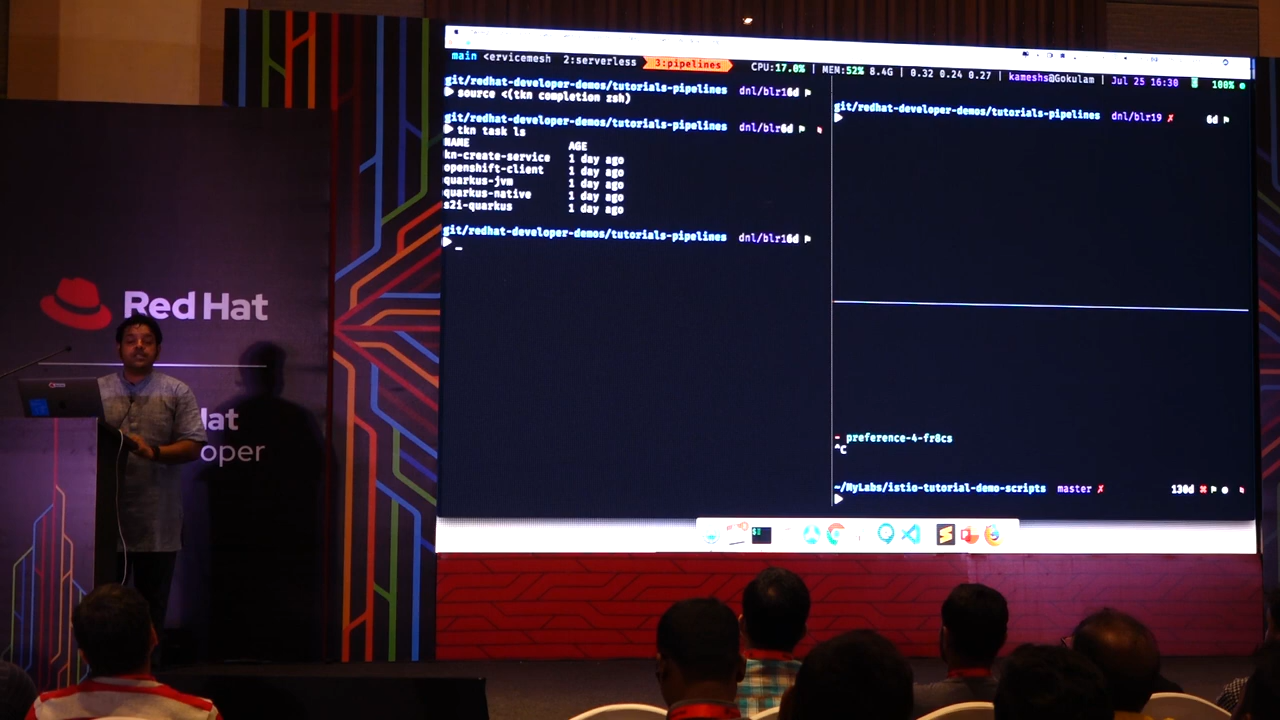 main <ervicemesh 2:serverless 3:pipelines CPU:17.0% | MEM:52% 8.4G | 0.32 0.24 0.27 | kameshs@Gokulam | Jul 25 16:30 100%
git/redhat-developer-demos/tutorials-pipelines dnl/blr16d
source <(tkn completion zsh)
git/redhat-developer-demos/tutorials-pipelines dnl/blr6d
tkn task ls
NAME AGE
kn-create-service 1 day ago
openshift-client 1 day ago
quarkus-jvm 1 day ago
quarkus-native 1 day ago
s2i-quarkus 1 day ago
git/redhat-developer-demos/tutorials-pipelines dnl/blr16d
git/redhat-developer-demos/tutorials-pipelines dnl/blr19 ✗ 6d
- preference-4-fr8cs
^C
~/MyLabs/istio-tutorial-demo-scripts master ✗ 130d
Red Hat
Hat
oper